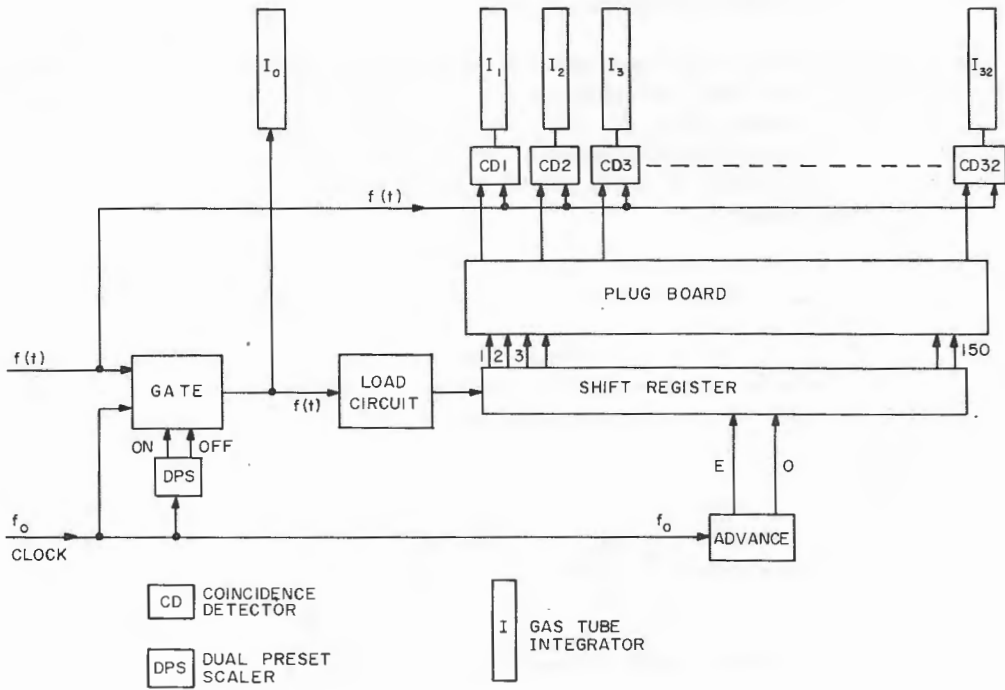 I0
I1
I2
I3
I32
CD1
CD2
CD3
CD32
f(t)
PLUG BOARD
1
2
3
150
f(t)
GATE
f(t)
LOAD
CIRCUIT
SHIFT REGISTER
ON
OFF
DPS
E
O
f0
CLOCK
f0
ADVANCE
CD
COINCIDENCE
DETECTOR
I
GAS TUBE
INTEGRATOR
DPS
DUAL PRESET
SCALER